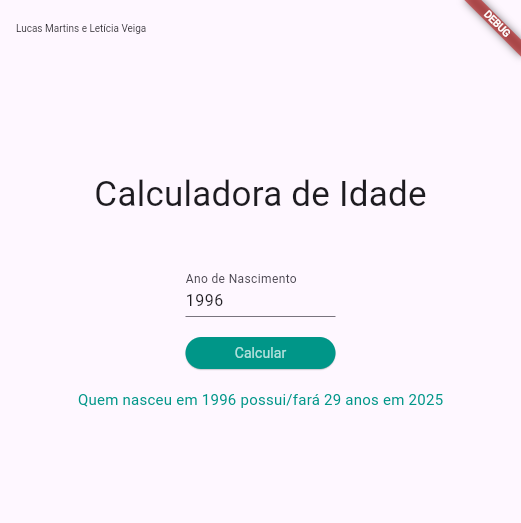 Lucas Martins e Letícia Veiga
DEBUG
Calculadora de Idade
Ano de Nascimento
1996
Calcular
Quem nasceu em 1996 possui/fará 29 anos em 2025